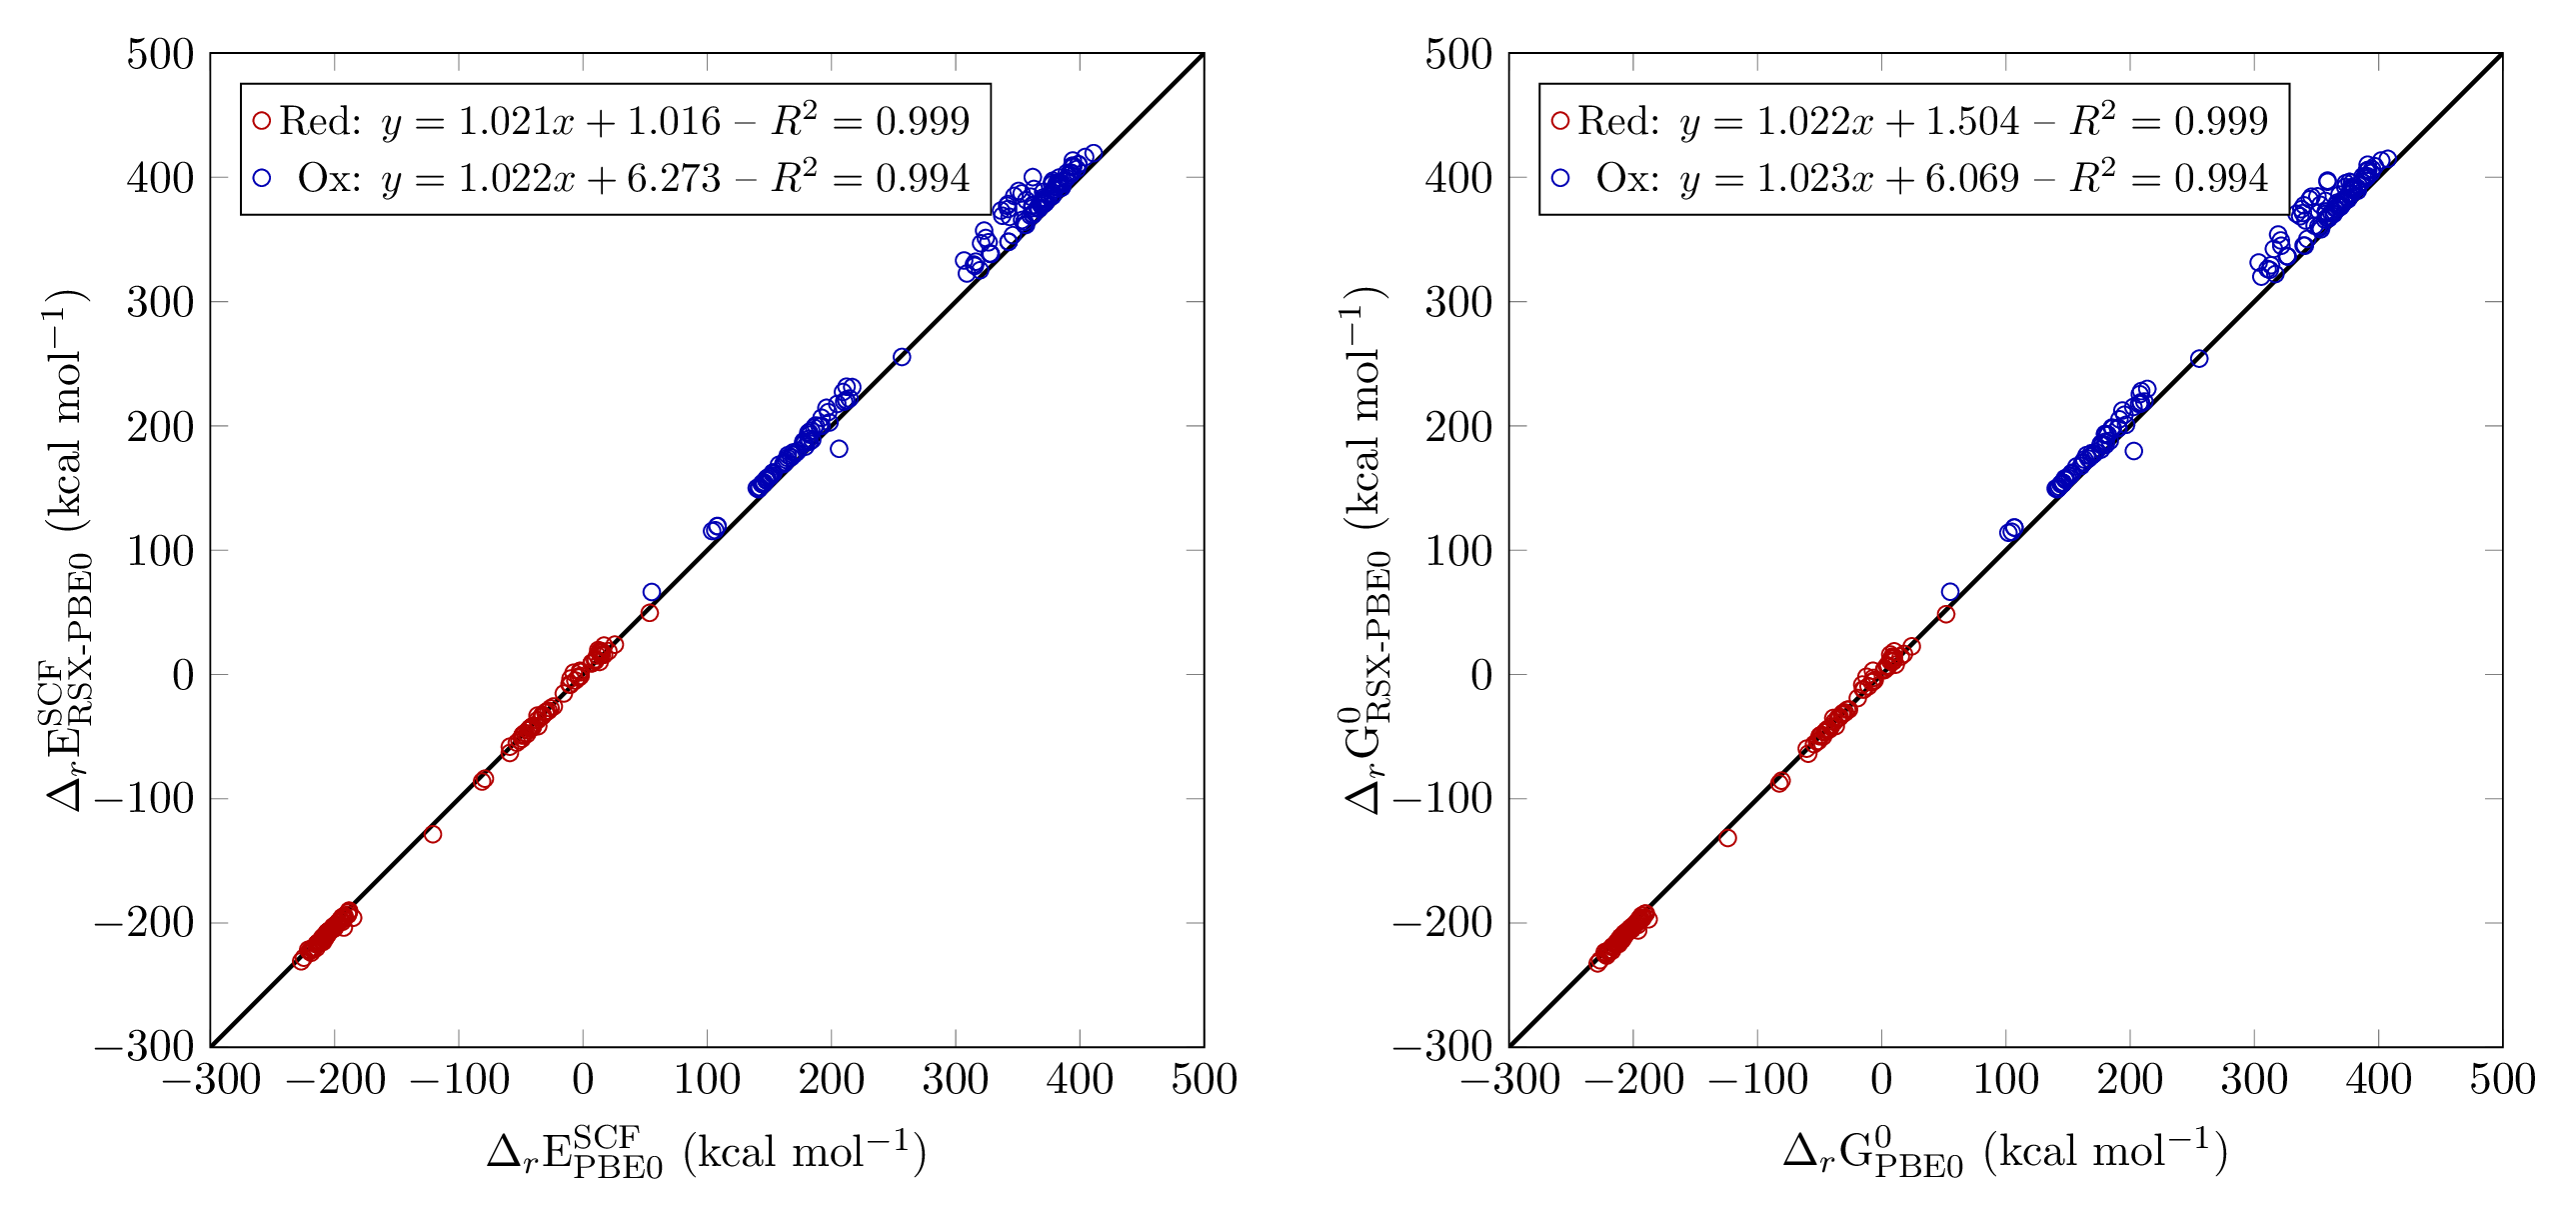 500
400
300
200
100
0
−100
−200
−300
−300 −200 −100 0 100 200 300 400 500
Red: y = 1.021x + 1.016 – R² = 0.999
Ox: y = 1.022x + 6.273 – R² = 0.994
ΔᵣE^SCF_RSX-PBE0 (kcal mol⁻¹)
ΔᵣE^SCF_PBE0 (kcal mol⁻¹)
500
400
300
200
100
0
−100
−200
−300
−300 −200 −100 0 100 200 300 400 500
Red: y = 1.022x + 1.504 – R² = 0.999
Ox: y = 1.023x + 6.069 – R² = 0.994
ΔᵣG^0_RSX-PBE0 (kcal mol⁻¹)
ΔᵣG^0_PBE0 (kcal mol⁻¹)